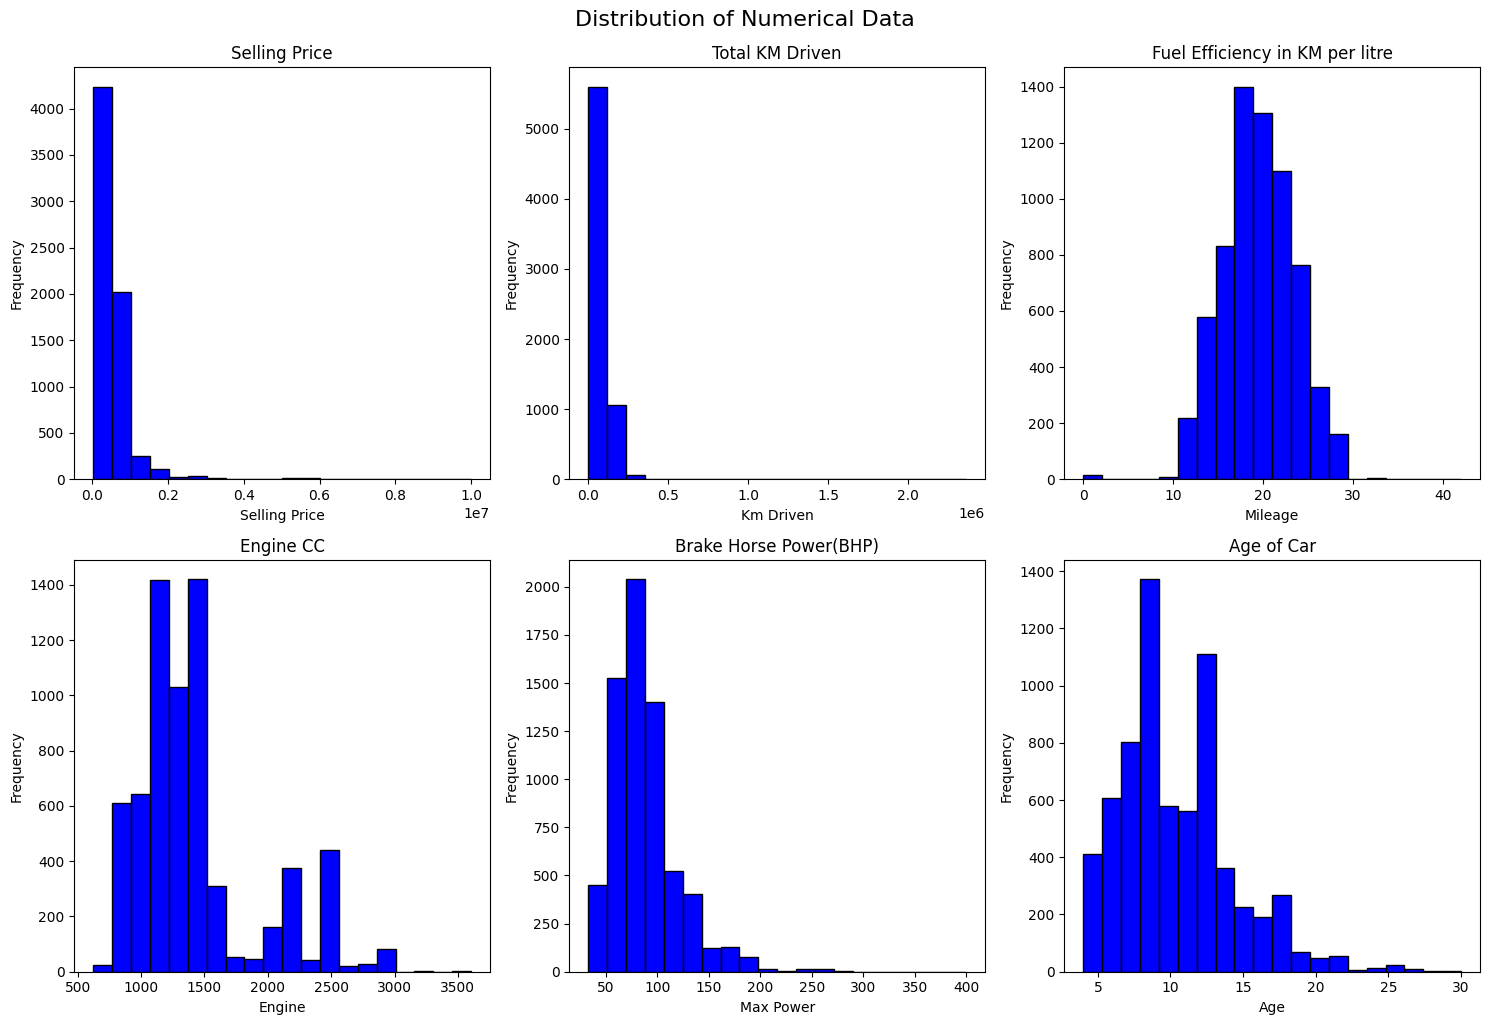 Distribution of Numerical Data
Selling Price
Frequency
4000
3500
3000
2500
2000
1500
1000
500
0
0.0 0.2 0.4 0.6 0.8 1.0
1e7
Selling Price
Total KM Driven
Frequency
5000
4000
3000
2000
1000
0
0.0 0.5 1.0 1.5 2.0
1e6
Km Driven
Fuel Efficiency in KM per litre
Frequency
1400
1200
1000
800
600
400
200
0
0 10 20 30 40
Mileage
Engine CC
Frequency
1400
1200
1000
800
600
400
200
0
500 1000 1500 2000 2500 3000 3500
Engine
Brake Horse Power(BHP)
Frequency
2000
1750
1500
1250
1000
750
500
250
0
50 100 150 200 250 300 350 400
Max Power
Age of Car
Frequency
1400
1200
1000
800
600
400
200
0
5 10 15 20 25 30
Age